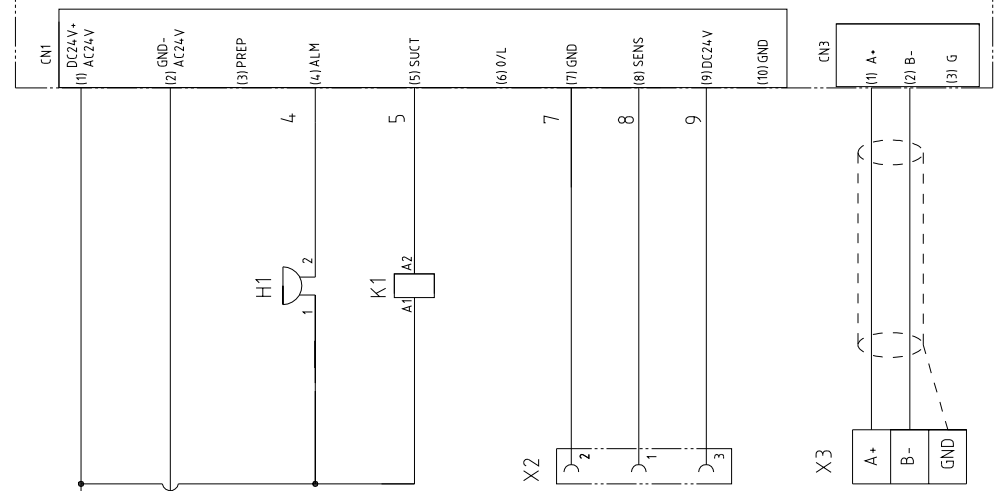 CN1
DC24V+
(1) AC24V
GND-
(2) AC24V
(3) PREP
(4) ALM
(5) SUCT
(6) O/L
(7) GND
(8) SENS
(9) DC24V
(10) GND
CN3
(1) A+
(2) B-
(3) G
4
5
7
8
9
H1
2
1
K1
A2
A1
X2
2
1
3
X3
A+
B-
GND